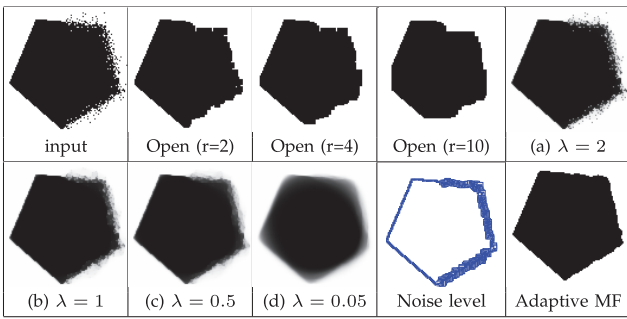 input
Open (r=2)
Open (r=4)
Open (r=10)
(a) λ = 2
(b) λ = 1
(c) λ = 0.5
(d) λ = 0.05
Noise level
Adaptive MF